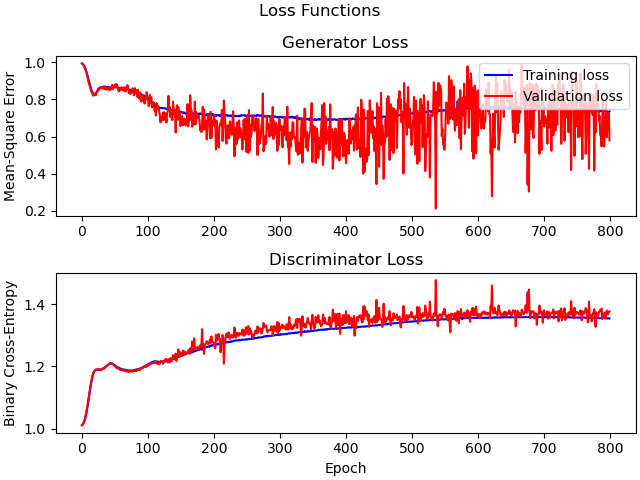 Loss Functions
Generator Loss
Mean-Square Error
1.0
0.8
0.6
0.4
0.2
Training loss
Validation loss
0 100 200 300 400 500 600 700 800
Discriminator Loss
Binary Cross-Entropy
1.4
1.2
1.0
0 100 200 300 400 500 600 700 800
Epoch